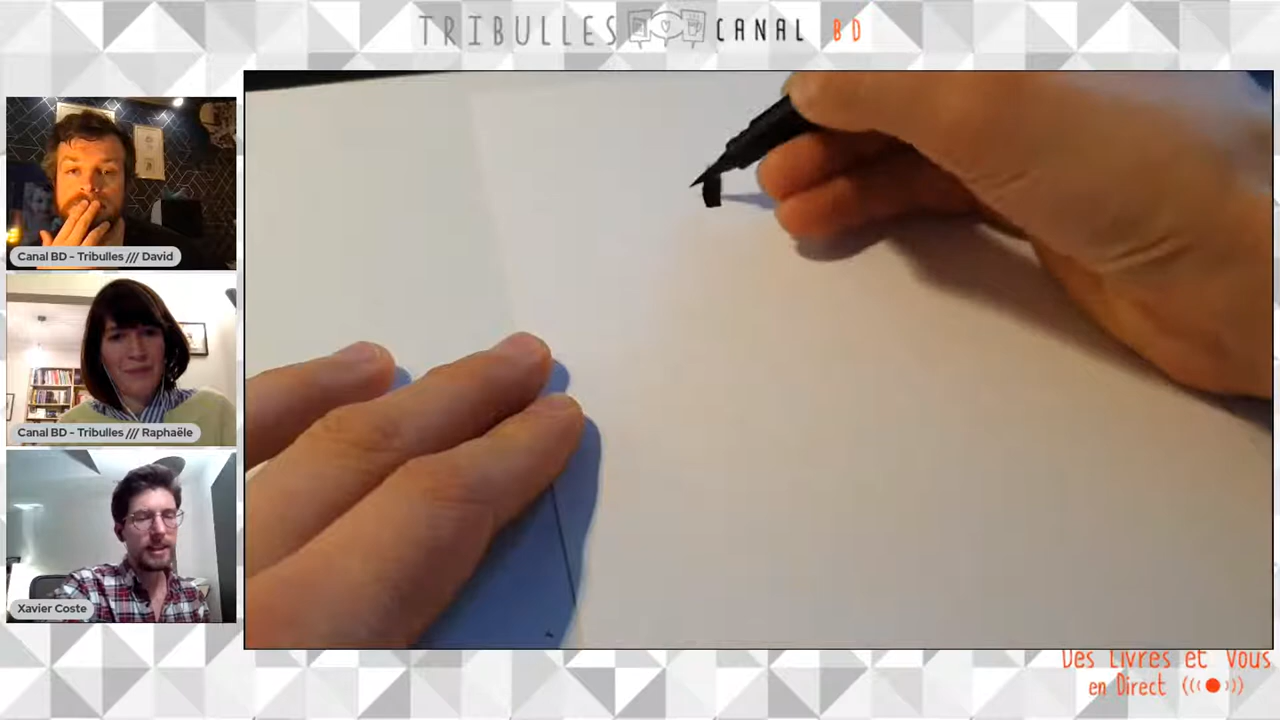 TRIBULLES CANAL BD
Canal BD - Tribulles /// David
Canal BD - Tribulles /// Raphaële
Xavier Coste
Des Livres et Vous
en Direct